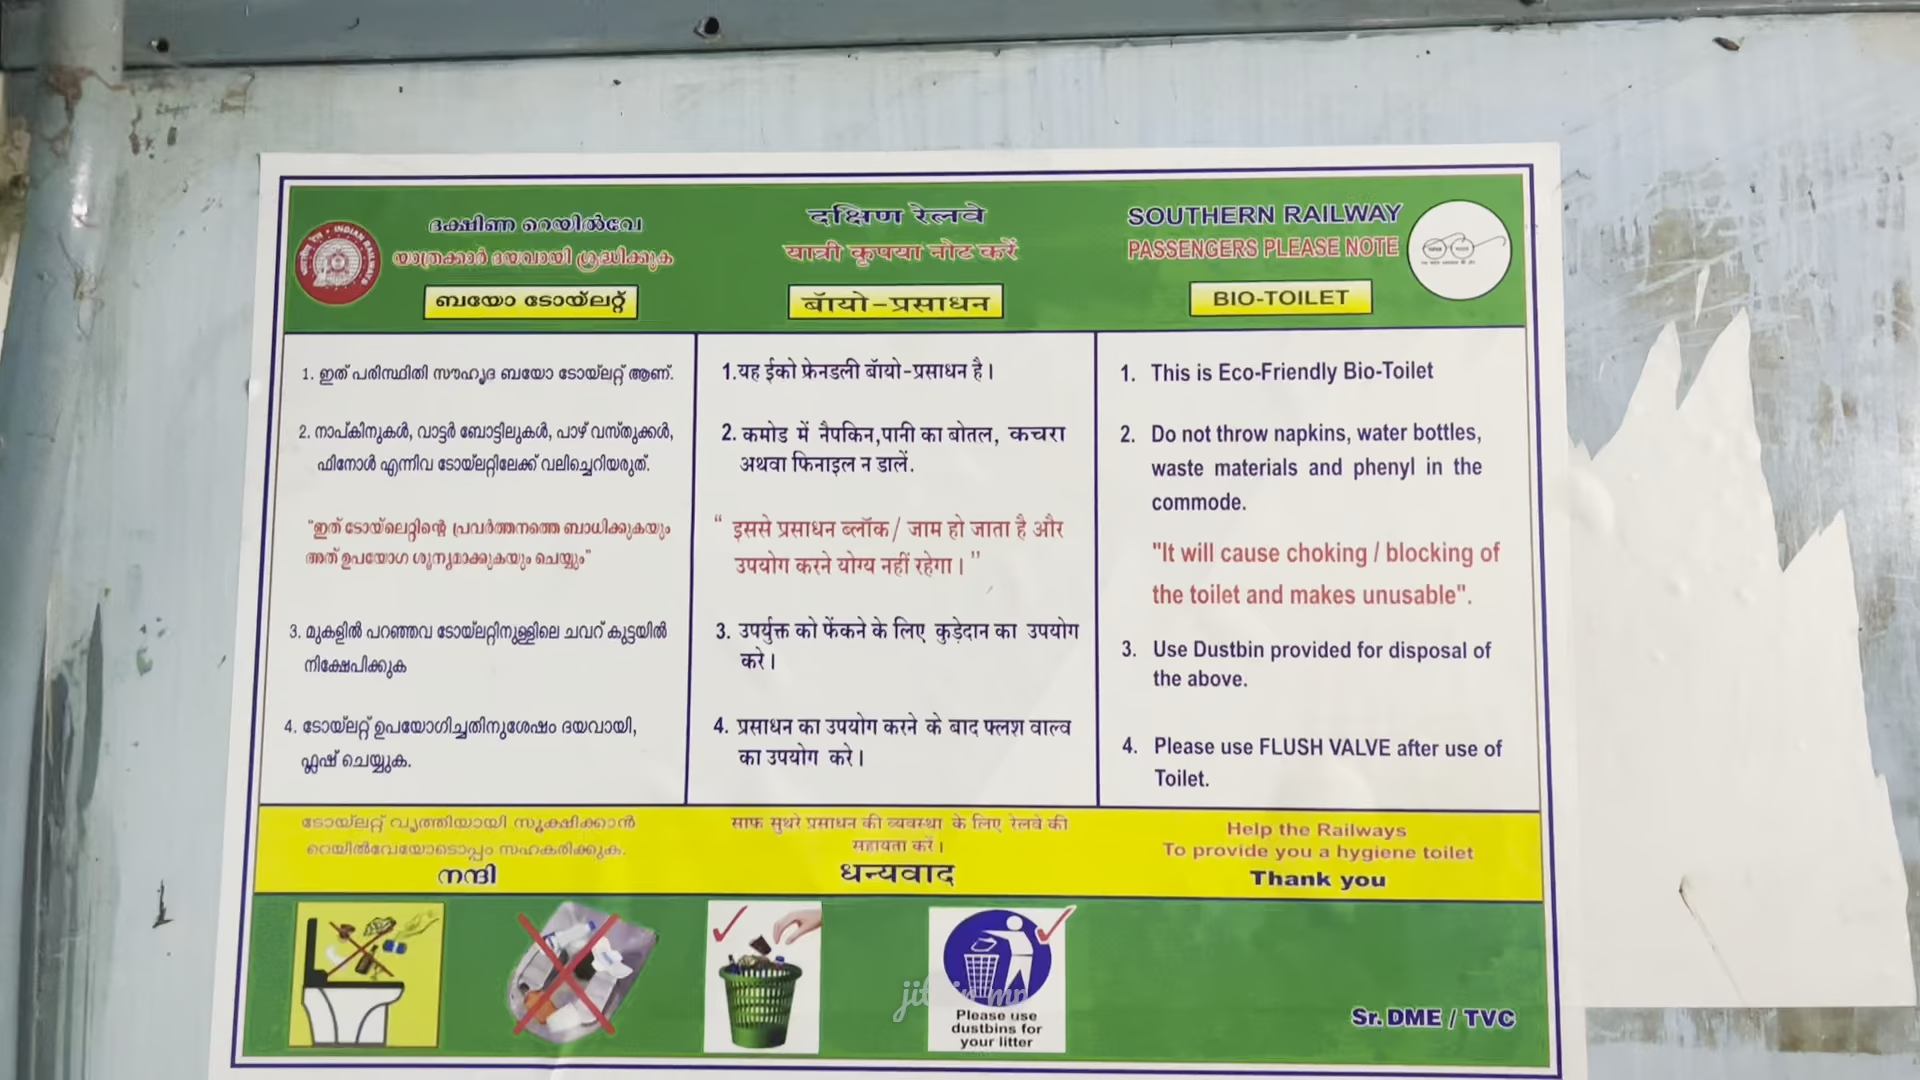 ദക്ഷിണ റെയിൽവേ
യാത്രക്കാർ ദയവായി ശ്രദ്ധിക്കുക
ബയോ ടോയ്ലറ്റ്
दक्षिण रेलवे
यात्री कृपया नोट करें
बॅायो-प्रसाधन
SOUTHERN RAILWAY
PASSENGERS PLEASE NOTE
BIO-TOILET
INDIAN RAILWAYS
1. ഇത് പരിസ്ഥിതി സൗഹൃദ ബയോ ടോയ്ലറ്റ് ആണ്.
2. നാപ്കിനുകൾ, വാട്ടർ ബോട്ടിലുകൾ, പാഴ് വസ്തുക്കൾ,
ഫിനോൾ എന്നിവ ടോയ്ലറ്റിലേക്ക് വലിച്ചെറിയരുത്.
"ഇത് ടോയ്ലെറ്റിന്റെ പ്രവർത്തനത്തെ ബാധിക്കുകയും
അത് ഉപയോഗ ശൂന്യമാക്കുകയും ചെയ്യും"
3. മുകളിൽ പറഞ്ഞവ ടോയ്ലറ്റിനുള്ളിലെ ചവറ് കുട്ടയിൽ
നിക്ഷേപിക്കുക
4. ടോയ്ലറ്റ് ഉപയോഗിച്ചതിനുശേഷം ദയവായി,
ഫ്ലഷ് ചെയ്യുക.
1.यह ईको फ्रेनडली बॅायो-प्रसाधन है।
2. कमोड में नैपकिन,पानी का बोतल, कचरा
अथवा फिनाइल न डालें.
“ इससे प्रसाधन ब्लॉक/ जाम हो जाता है और
उपयोग करने योग्य नहीं रहेगा। ”
3. उपर्युक्त को फेंकने के लिए कुड़ेदान का उपयोग
करे।
4. प्रसाधन का उपयोग करने के बाद फ्लश वाल्व
का उपयोग करे।
1. This is Eco-Friendly Bio-Toilet
2. Do not throw napkins, water bottles,
waste materials and phenyl in the
commode.
"It will cause choking / blocking of
the toilet and makes unusable".
3. Use Dustbin provided for disposal of
the above.
4. Please use FLUSH VALVE after use of
Toilet.
ടോയ്ലറ്റ് വൃത്തിയായി സൂക്ഷിക്കാൻ
റെയിൽവേയോടൊപ്പം സഹകരിക്കുക.
നന്ദി
साफ सुथरे प्रसाधन की व्यवस्था के लिए रेलवे की
सहायता करें।
धन्यवाद
Help the Railways
To provide you a hygiene toilet
Thank you
Please use
dustbins for
your litter
Sr. DME / TVC